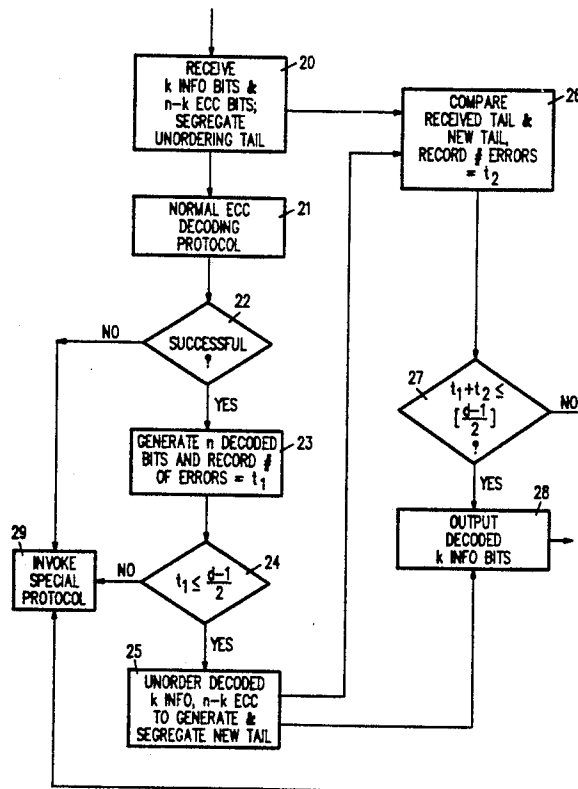 20
RECEIVE
k INFO BITS &
n-k ECC BITS;
SEGREGATE
UNORDERING TAIL
26
COMPARE
RECEIVED TAIL &
NEW TAIL,
RECORD # ERRORS
= t₂
21
NORMAL ECC
DECODING
PROTOCOL
22
NO
SUCCESSFUL
?
YES
27
t₁+t₂ ≤
[d-1/2]
?
NO
YES
23
GENERATE n DECODED
BITS AND RECORD #
OF ERRORS = t₁
28
OUTPUT
DECODED
k INFO BITS
29
INVOKE
SPECIAL
PROTOCOL
NO
24
t₁ ≤ d-1/2
YES
25
UNORDER DECODED
k INFO, n-k ECC
TO GENERATE &
SEGREGATE NEW TAIL